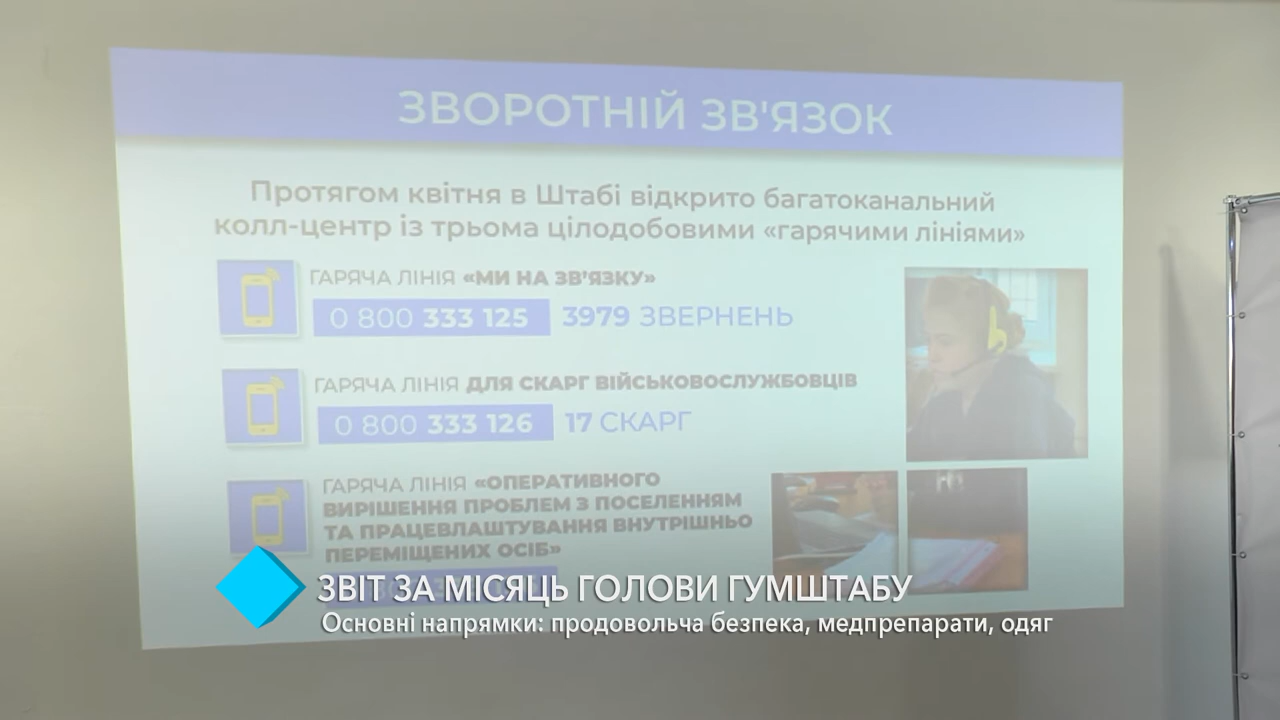 ЗВОРОТНІЙ ЗВ'ЯЗОК
Протягом квітня в Штабі відкрито багатоканальний
колл-центр із трьома цілодобовими «гарячими лініями»
ГАРЯЧА ЛІНІЯ «МИ НА ЗВ'ЯЗКУ»
0 800 333 125 3979 ЗВЕРНЕНЬ
ГАРЯЧА ЛІНІЯ ДЛЯ СКАРГ ВІЙСЬКОВОСЛУЖБОВЦІВ
0 800 333 126 17 СКАРГ
ГАРЯЧА ЛІНІЯ «ОПЕРАТИВНОГО
ВИРІШЕННЯ ПРОБЛЕМ З ПОСЕЛЕННЯМ
ТА ПРАЦЕВЛАШТУВАННЯ ВНУТРІШНЬО
ПЕРЕМІЩЕНИХ ОСІБ»
ЗВІТ ЗА МІСЯЦЬ ГОЛОВИ ГУМШТАБУ
Основні напрямки: продовольча безпека, медпрепарати, одяг